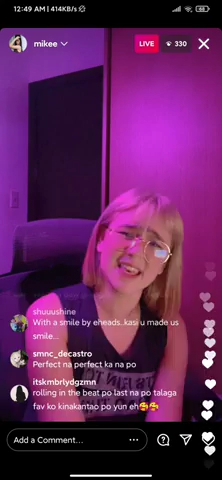 12:49 AM | 414KB/s
mikee
LIVE
330
shuuushine
With a smile by eheads..kasi u made us
smile...
smnc_decastro
Perfect na perfect ka na po
itskmbrlydgzmn
rolling in the beat po last na po talaga
fav ko kinakantao po yun eh🥰🥰
Add a Comment...